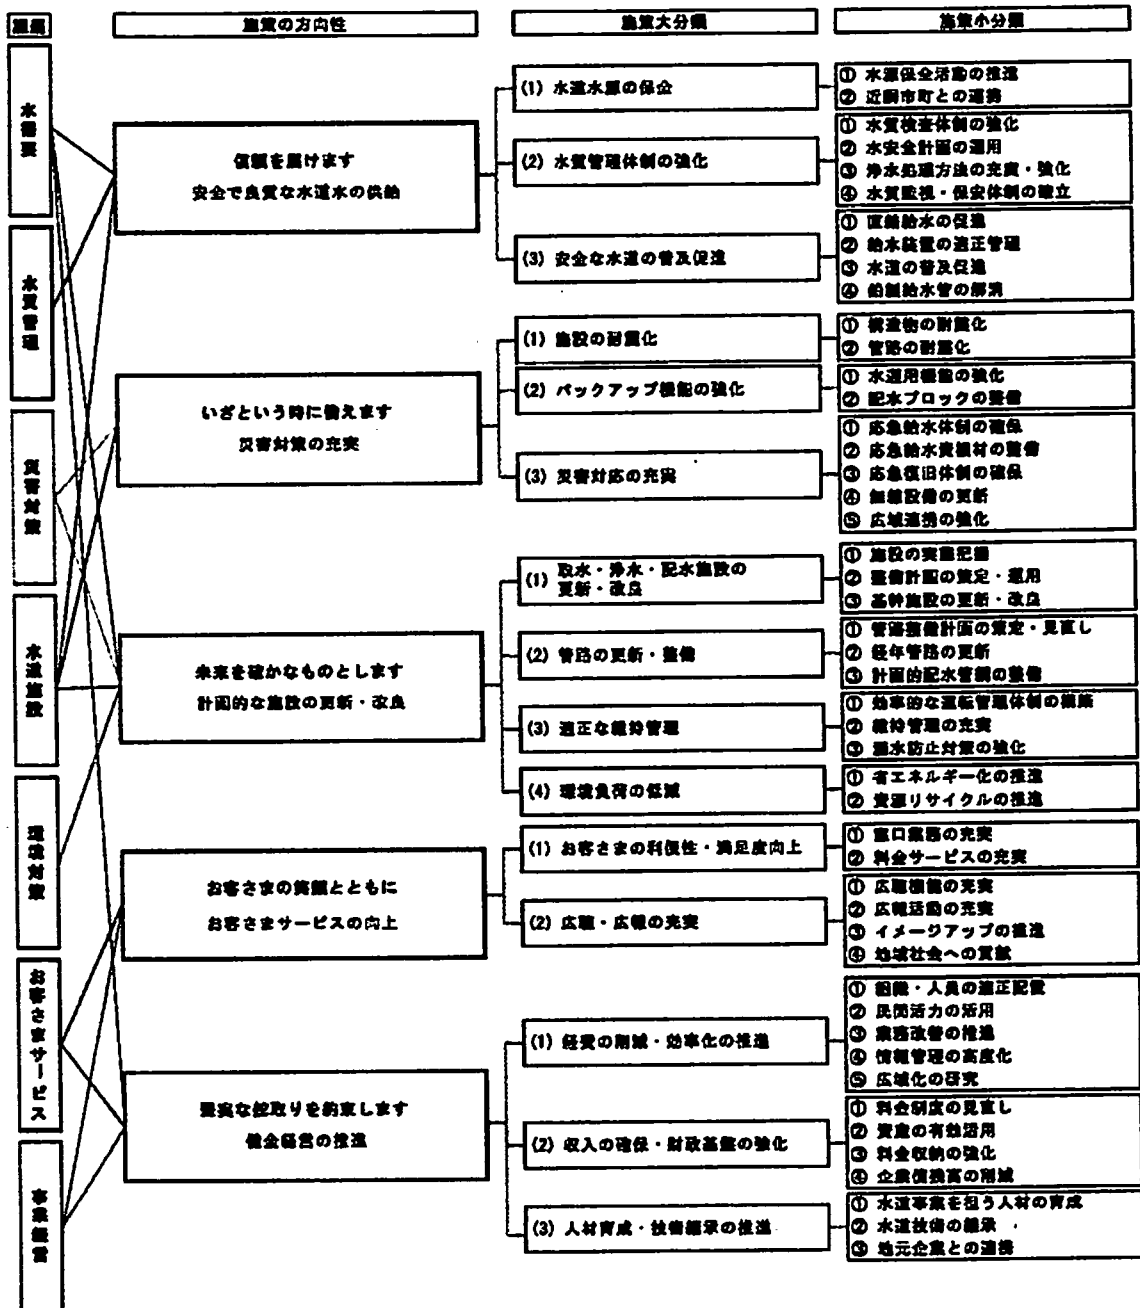 課題
施策の方向性
施策大分類
施策小分類
水需要
水質管理
災害対策
水道施設
環境対策
お客さまサービス
事業経営
信頼を届けます
安全で良質な水道水の供給
(1) 水道水源の保全
① 水源保全活動の推進
② 近隣市町との連携
(2) 水質管理体制の強化
① 水質検査体制の強化
② 水安全計画の運用
③ 浄水処理方法の充実・強化
④ 水質監視・保安体制の確立
(3) 安全な水道の普及促進
① 直結給水の促進
② 給水装置の適正管理
③ 水道の普及促進
④ 鉛製給水管の解消
いざという時に備えます
災害対策の充実
(1) 施設の耐震化
① 構造物の耐震化
② 管路の耐震化
(2) バックアップ機能の強化
① 水運用機能の強化
② 配水ブロックの整備
(3) 災害対応の充実
① 応急給水体制の確保
② 応急給水資機材の整備
③ 応急復旧体制の確保
④ 無線設備の更新
⑤ 広域連携の強化
未来を確かなものとします
計画的な施設の更新・改良
(1) 取水・浄水・配水施設の
更新・改良
① 施設の実態把握
② 整備計画の策定・運用
③ 基幹施設の更新・改良
(2) 管路の更新・整備
① 管路整備計画の策定・見直し
② 経年管路の更新
③ 計画的配水管網の整備
(3) 適正な維持管理
① 効率的な運転管理体制の構築
② 維持管理の充実
③ 漏水防止対策の強化
(4) 環境負荷の低減
① 省エネルギー化の推進
② 資源リサイクルの推進
お客さまの笑顔とともに
お客さまサービスの向上
(1) お客さまの利便性・満足度向上
① 窓口業務の充実
② 料金サービスの充実
(2) 広聴・広報の充実
① 広聴機能の充実
② 広報活動の充実
③ イメージアップの推進
④ 地域社会への貢献
堅実な舵取りを約束します
健全経営の推進
(1) 経費の削減・効率化の推進
① 組織・人員の適正配置
② 民間活力の活用
③ 業務改善の推進
④ 情報管理の高度化
⑤ 広域化の研究
(2) 収入の確保・財政基盤の強化
① 料金制度の見直し
② 資産の有効活用
③ 料金収納の強化
④ 企業債残高の削減
(3) 人材育成・技術継承の推進
① 水道事業を担う人材の育成
② 水道技術の継承
③ 地元企業との連携